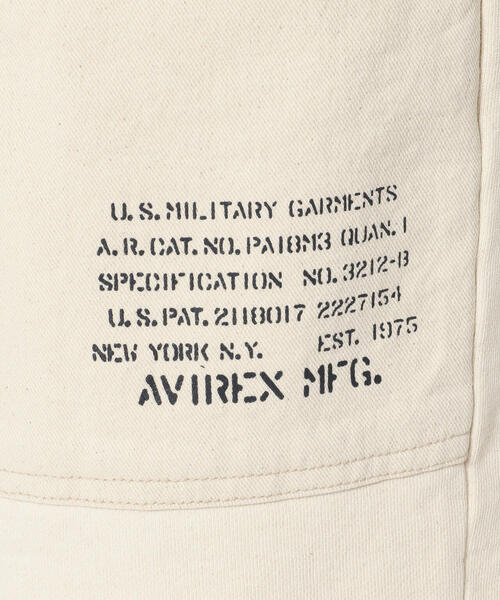 U.S. MILITARY GARMENTS
A.R. CAT. NO. PA18M3 QUAN. 1
SPECIFICATION NO. 3212-B
U.S. PAT. 2118017 2227154
NEW YORK N.Y. EST. 1975
AVIREX MFG.